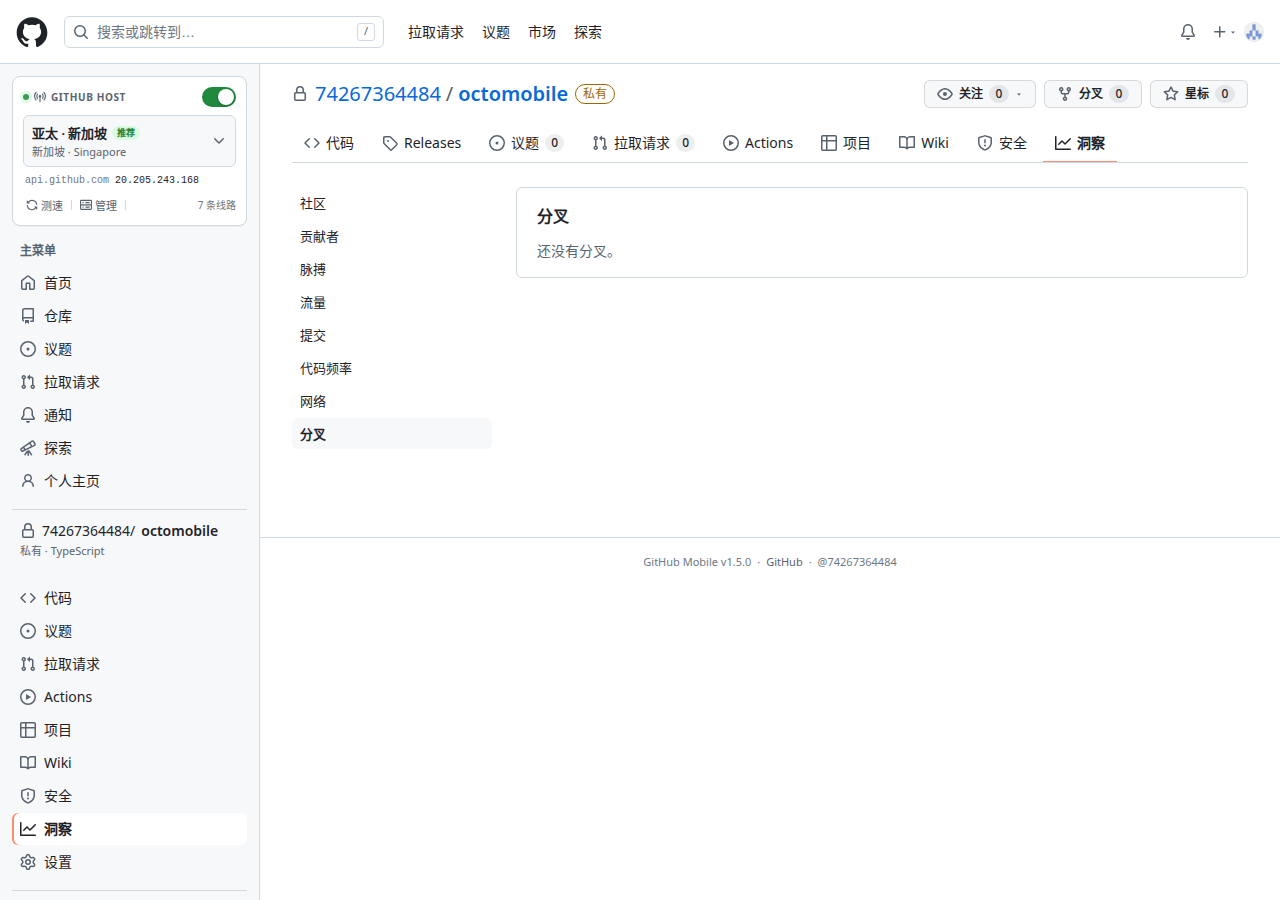 搜索或跳转到… /
拉取请求 议题 市场 探索
GITHUB HOST
亚太 · 新加坡 推荐
新加坡 · Singapore
api.github.com 20.205.243.168
测速 管理 7 条线路
主菜单
首页
仓库
议题
拉取请求
通知
探索
个人主页
74267364484/ octomobile
私有 · TypeScript
代码
议题
拉取请求
Actions
项目
Wiki
安全
洞察
设置
74267364484 / octomobile 私有
关注 0 分叉 0 星标 0
代码 Releases 议题 0 拉取请求 0 Actions 项目 Wiki 安全 洞察
社区
贡献者
脉搏
流量
提交
代码频率
网络
分叉
分叉
还没有分叉。
GitHub Mobile v1.5.0 · GitHub · @74267364484